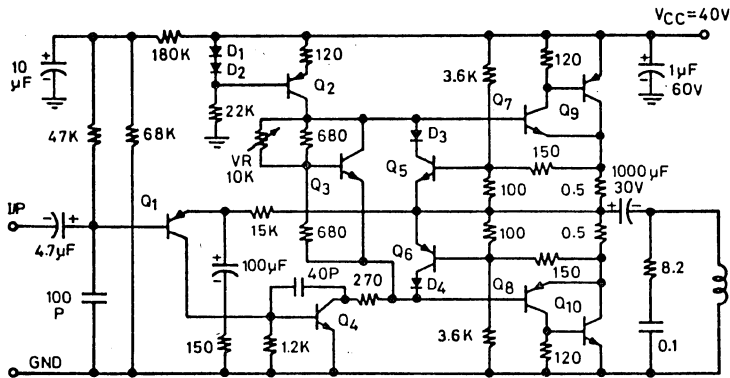 VCC=40V
10 µF
180K
D1
D2
120
Q2
3.6K
120
1µF 60V
22K
Q7
Q9
47K
68K
VR 10K
680
D3
Q5
150
1000µF 30V
I/P
Q1
Q3
100
0.5
4.7µF
15K
680
Q6
100
0.5
100µF
40P
270
D4
Q8
150
8.2
100 P
Q4
Q10
150
1.2K
3.6K
120
0.1
GND